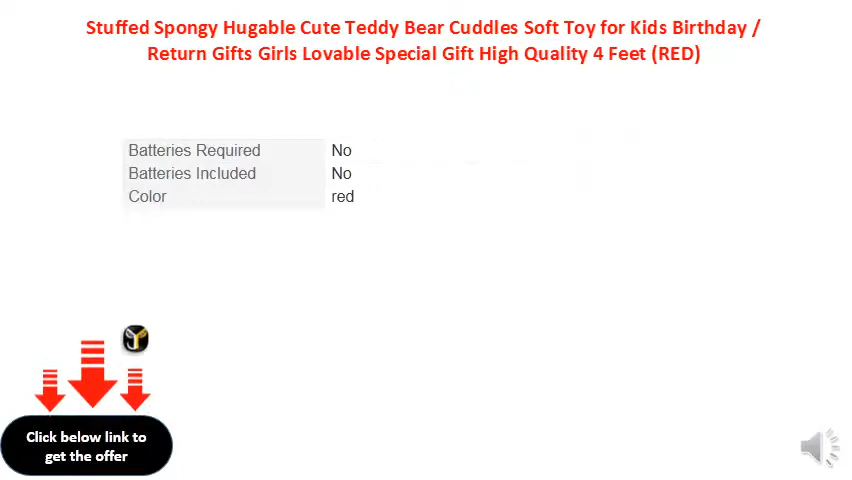 Stuffed Spongy Hugable Cute Teddy Bear Cuddles Soft Toy for Kids Birthday /
Return Gifts Girls Lovable Special Gift High Quality 4 Feet (RED)
Batteries Required No
Batteries Included No
Color red
Click below link to
get the offer